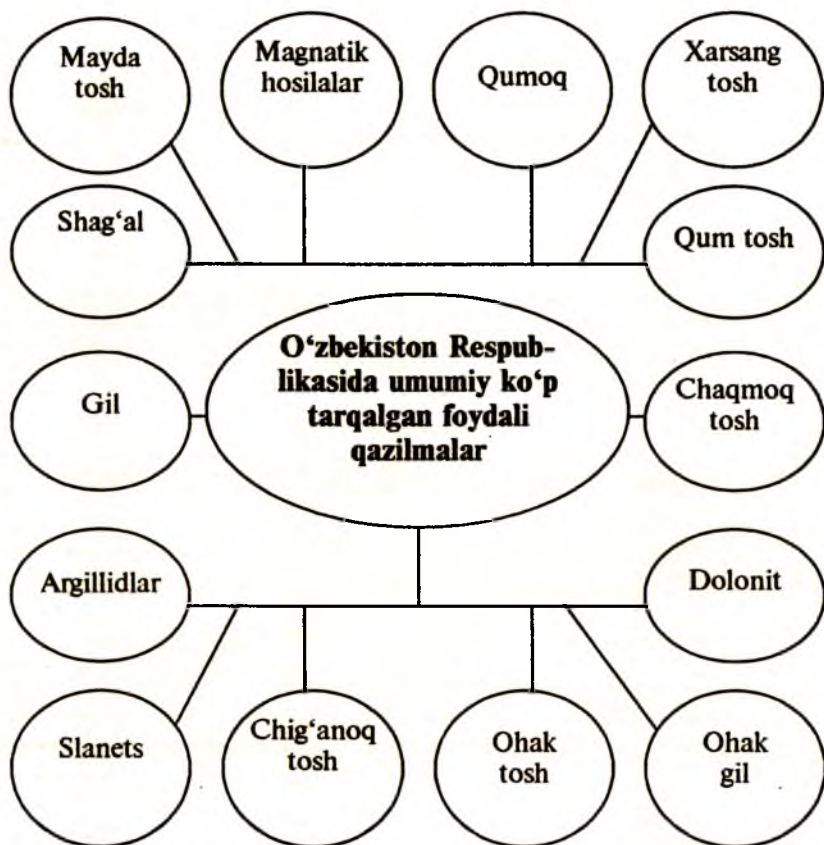 Mayda
tosh
Magnatik
hosilalar
Qumoq
Xarsang
tosh
Shag‘al
Qum tosh
O‘zbekiston Respub-
likasida umumiy ko‘p
tarqalgan foydali
qazilmalar
Gil
Chaqmoq
tosh
Argillidlar
Dolonit
Slanets
Chig‘anoq
tosh
Ohak
tosh
Ohak
gil